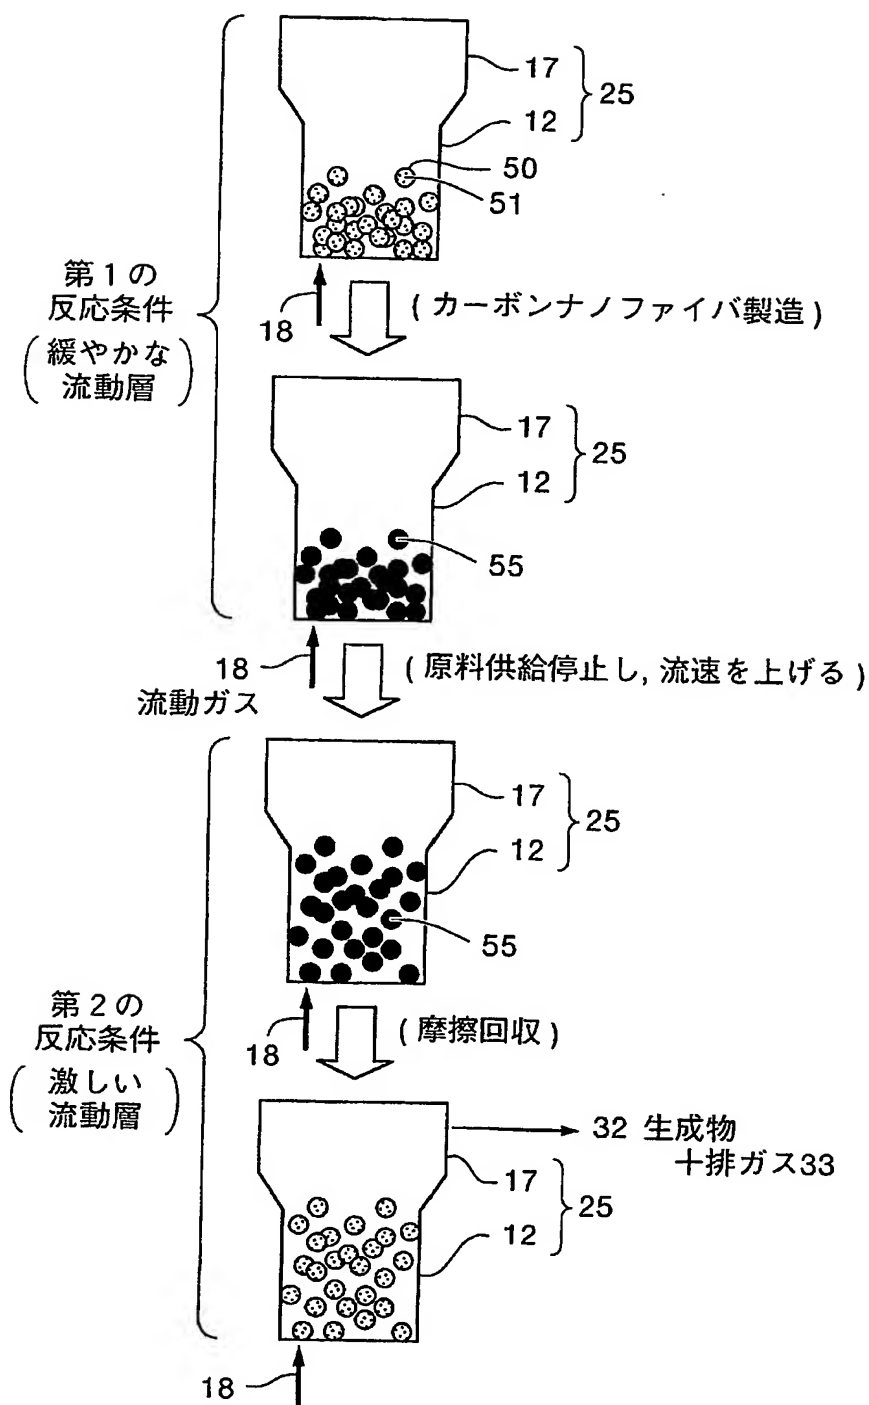 17
25
12
50
51
第1の
反応条件
(緩やかな
流動層)
18
(カーボンナノファイバ製造)
17
25
12
55
18
流動ガス
(原料供給停止し,流速を上げる)
17
25
12
55
第2の
反応条件
(激しい
流動層)
18
(摩擦回収)
32 生成物
+排ガス33
17
25
12
18